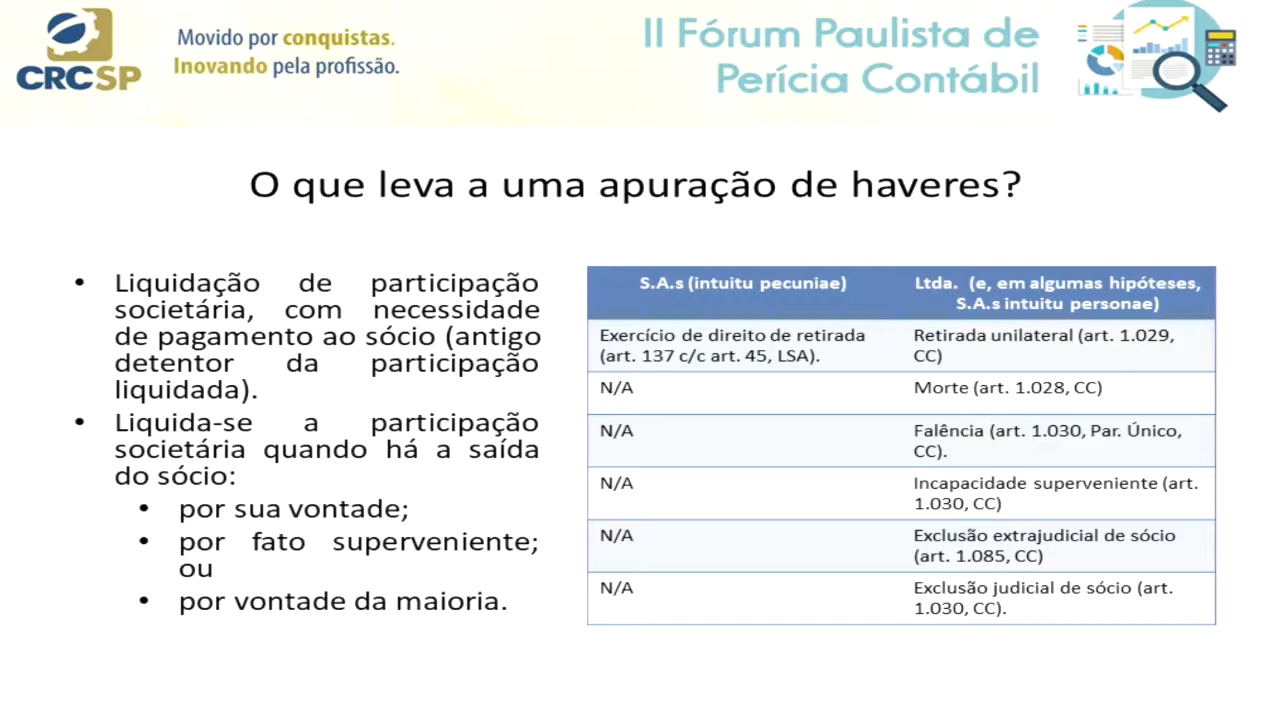 CRCSP
Movido por conquistas.
Inovando pela profissão.
II Fórum Paulista de
Perícia Contábil
O que leva a uma apuração de haveres?
• Liquidação de participação
societária, com necessidade
de pagamento ao sócio (antigo
detentor da participação
liquidada).
• Liquida-se a participação
societária quando há a saída
do sócio:
• por sua vontade;
• por fato superveniente;
ou
• por vontade da maioria.
S.A.s (intuitu pecuniae)
Ltda. (e, em algumas hipóteses,
S.A.s intuitu personae)
Exercício de direito de retirada
(art. 137 c/c art. 45, LSA).
Retirada unilateral (art. 1.029,
CC)
N/A
Morte (art. 1.028, CC)
N/A
Falência (art. 1.030, Par. Único,
CC).
N/A
Incapacidade superveniente (art.
1.030, CC)
N/A
Exclusão extrajudicial de sócio
(art. 1.085, CC)
N/A
Exclusão judicial de sócio (art.
1.030, CC).